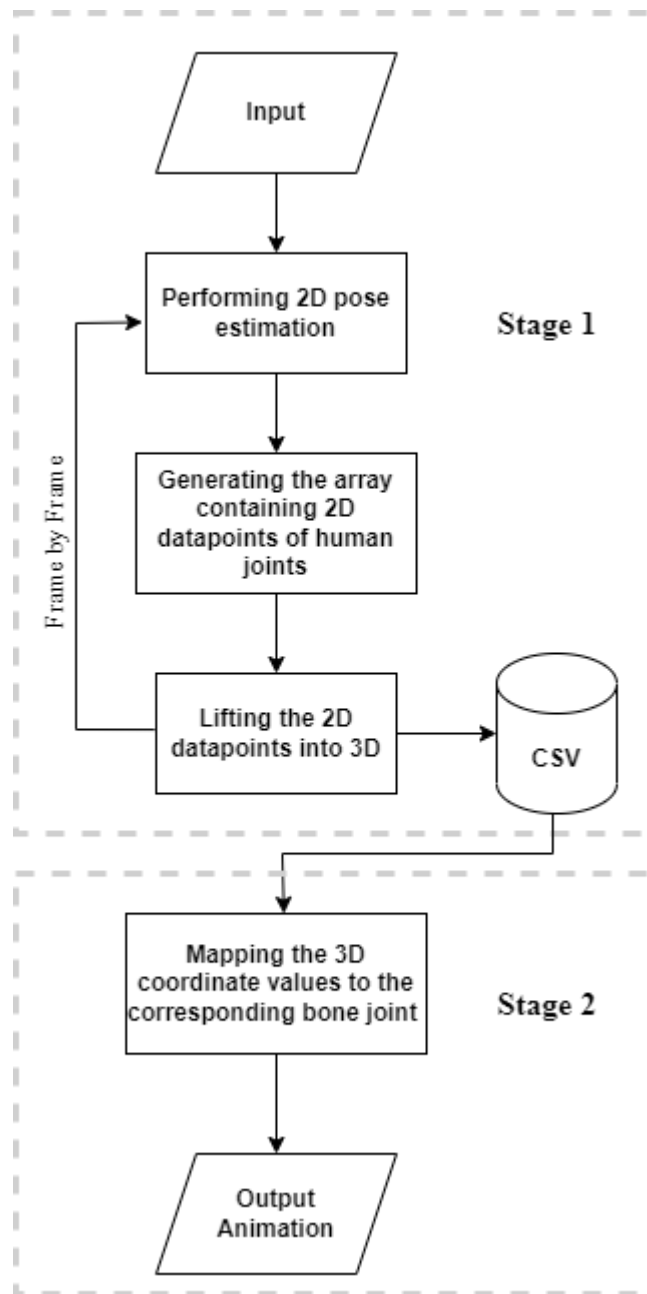 Input
Performing 2D pose
estimation
Stage 1
Generating the array
containing 2D
datapoints of human
joints
Frame by Frame
Lifting the 2D
datapoints into 3D
CSV
Mapping the 3D
coordinate values to the
corresponding bone joint
Stage 2
Output
Animation